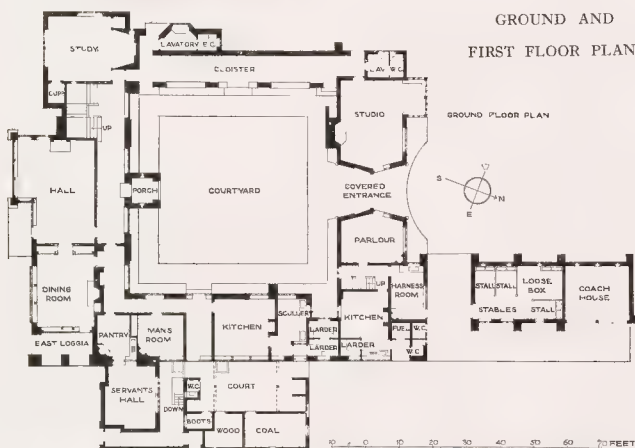 GROUND AND
FIRST FLOOR PLAN
STUDY
LAVATORY E.C.
CLOISTER
LAV. W.C.
CUPD
UP
STUDIO
GROUND FLOOR PLAN
HALL
PORCH
COURTYARD
COVERED
ENTRANCE
S
N
E
PARLOUR
DINING
ROOM
UP
HARNESS
ROOM
STALL
STALL
LOOSE
BOX
COACH
HOUSE
STABLES
STALL
PANTRY
MANS
ROOM
KITCHEN
SCULLERY
LARDER
LARDER
KITCHEN
LARDER
FUEL
W.C.
W.C.
EAST LOGGIA
SERVANTS
HALL
DOWN
W.C.
COURT
BOOTS
WOOD
COAL
10 0 10 20 30 40 50 60 70 FEET